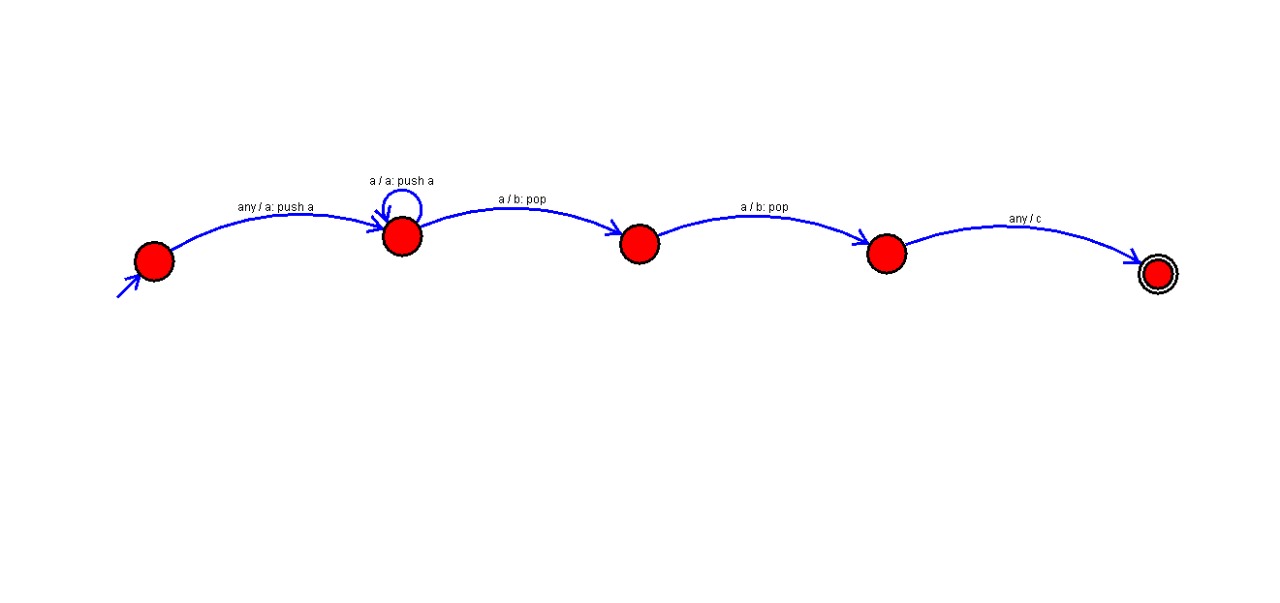 any / a: push a
a / a: push a
a / b: pop
a / b: pop
any / c